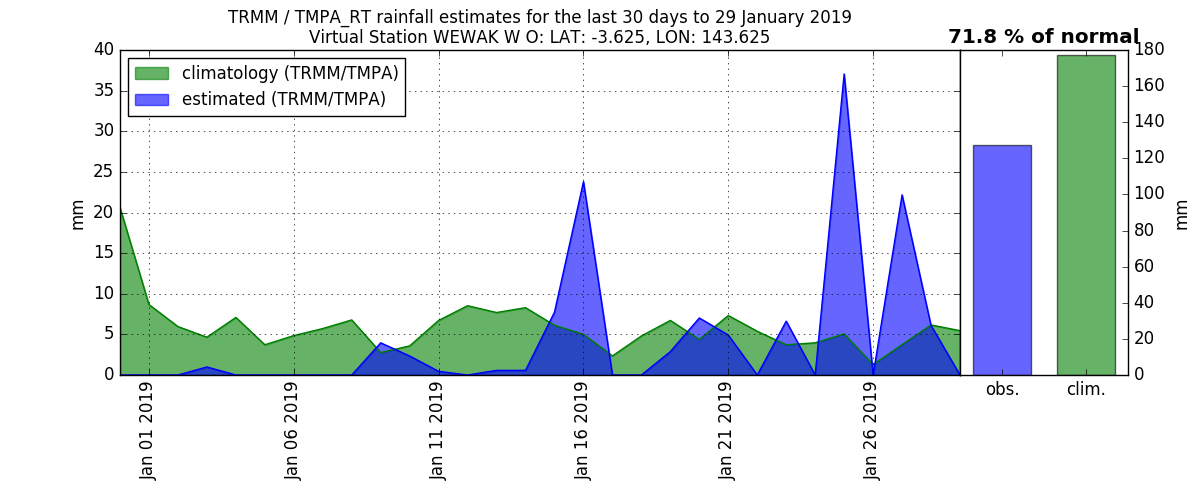 TRMM / TMPA_RT rainfall estimates for the last 30 days to 29 January 2019
Virtual Station WEWAK W O: LAT: -3.625, LON: 143.625
71.8 % of normal
climatology (TRMM/TMPA)
estimated (TRMM/TMPA)
40
35
30
25
20
15
10
5
0
mm
Jan 01 2019
Jan 06 2019
Jan 11 2019
Jan 16 2019
Jan 21 2019
Jan 26 2019
obs.
clim.
180
160
140
120
100
80
60
40
20
0
mm